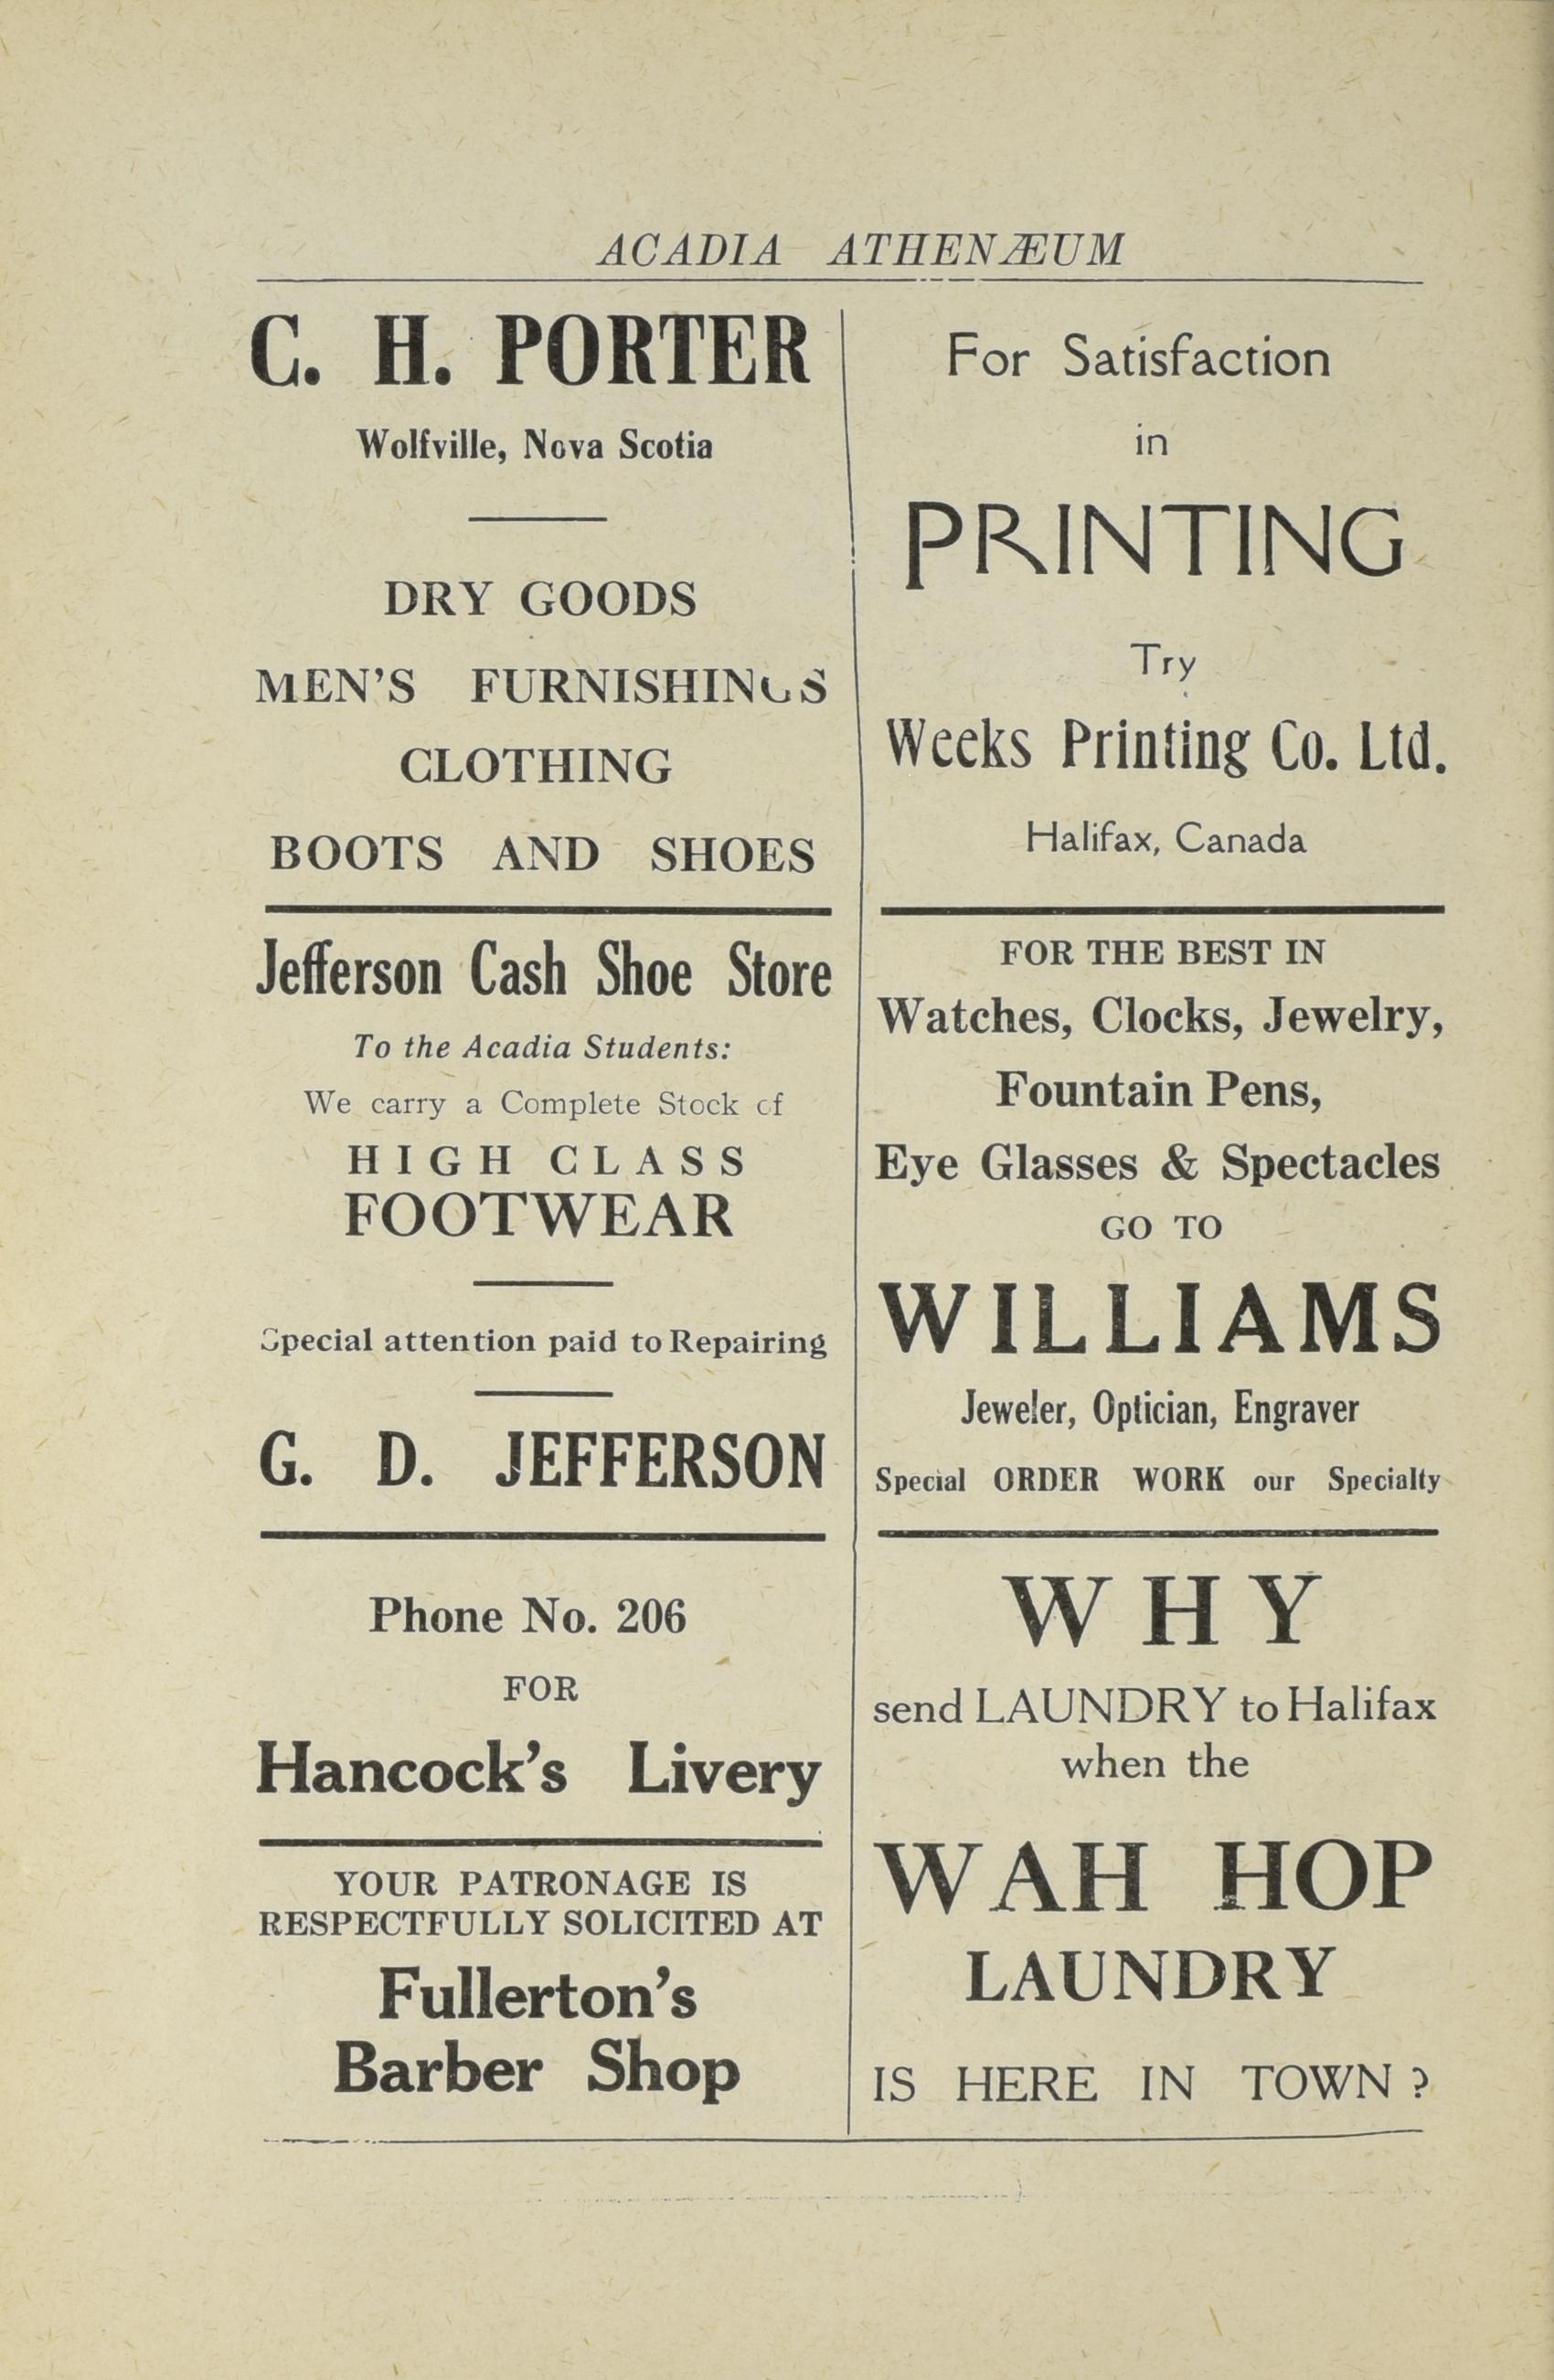 ACADIA ATHENÆUM
C. H. PORTER
Wolfville, Nova Scotia
DRY GOODS
MEN'S FURNISHINGS
CLOTHING
BOOTS AND SHOES
Jefferson Cash Shoe Store
To the Acadia Students:
We carry a Complete Stock of
HIGH CLASS
FOOTWEAR
Special attention paid to Repairing
G. D. JEFFERSON
Phone No. 206
FOR
Hancock's Livery
YOUR PATRONAGE IS
RESPECTFULLY SOLICITED AT
Fullerton's
Barber Shop
For Satisfaction
in
PRINTING
Try
Weeks Printing Co. Ltd.
Halifax, Canada
FOR THE BEST IN
Watches, Clocks, Jewelry,
Fountain Pens,
Eye Glasses & Spectacles
GO TO
WILLIAMS
Jeweler, Optician, Engraver
Special ORDER WORK our Specialty
WHY
send LAUNDRY to Halifax
when the
WAH HOP
LAUNDRY
IS HERE IN TOWN ?